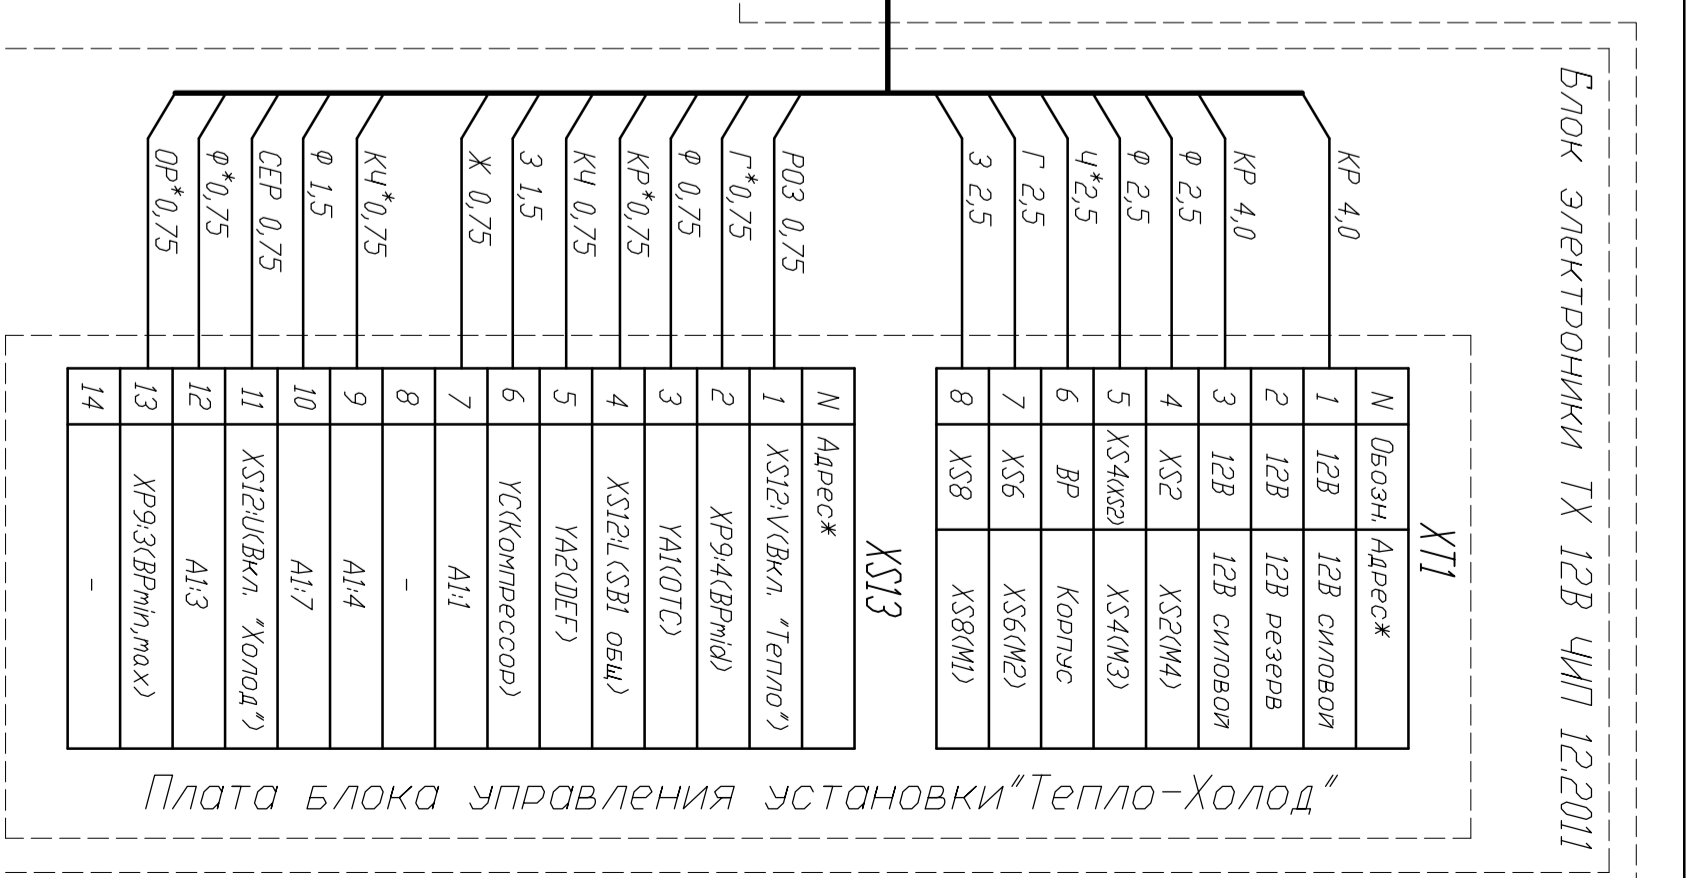 Блок электроники ТХ 12В ЧИП 12.2011
КР 4,0
КР 4,0
Ф 2,5
Ф 2,5
Ч*2,5
Г 2,5
З 2,5
РОЗ 0,75
Г*0,75
Ф 0,75
КР*0,75
КЧ 0,75
З 1,5
Ж 0,75
КЧ*0,75
Ф 1,5
СЕР 0,75
Ф*0,75
ОР*0,75
XT1
N Обозн. Адрес*
1 12В 12В силовой
2 12В 12В резерв
3 12В 12В силовой
4 XS2 XS2(M4)
5 XS4(XS2) XS4(M3)
6 ВР Корпус
7 XS6 XS6(M2)
8 XS8 XS8(M1)
XS13
N Адрес*
1 XS12:V(Вкл. "Тепло")
2 XP9:4(BPmid)
3 YA1(ОТС)
4 XS12:L(SB1 общ)
5 YA2(DEF)
6 YC(Компрессор)
7 A1:1
8 -
9 A1:4
10 A1:7
11 XS12:U(Вкл. "Холод")
12 A1:3
13 XP9:3(BPmin,max)
14 -
Плата блока управления установки"Тепло-Холод"